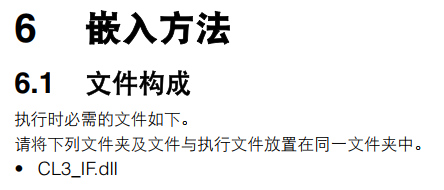 6 嵌入方法
6.1 文件构成
执行时必需的文件如下。
请将下列文件夹及文件与执行文件放置在同一文件夹中。
• CL3_IF.dll